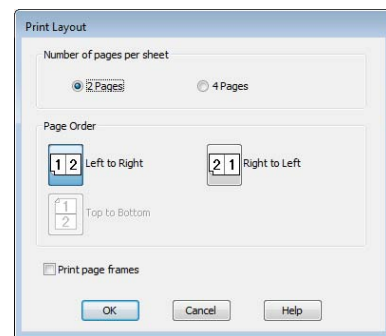 Print Layout
Number of pages per sheet
2 Pages
4 Pages
Page Order
1 2 Left to Right
2 1 Right to Left
1
2
Top to Bottom
Print page frames
OK Cancel Help